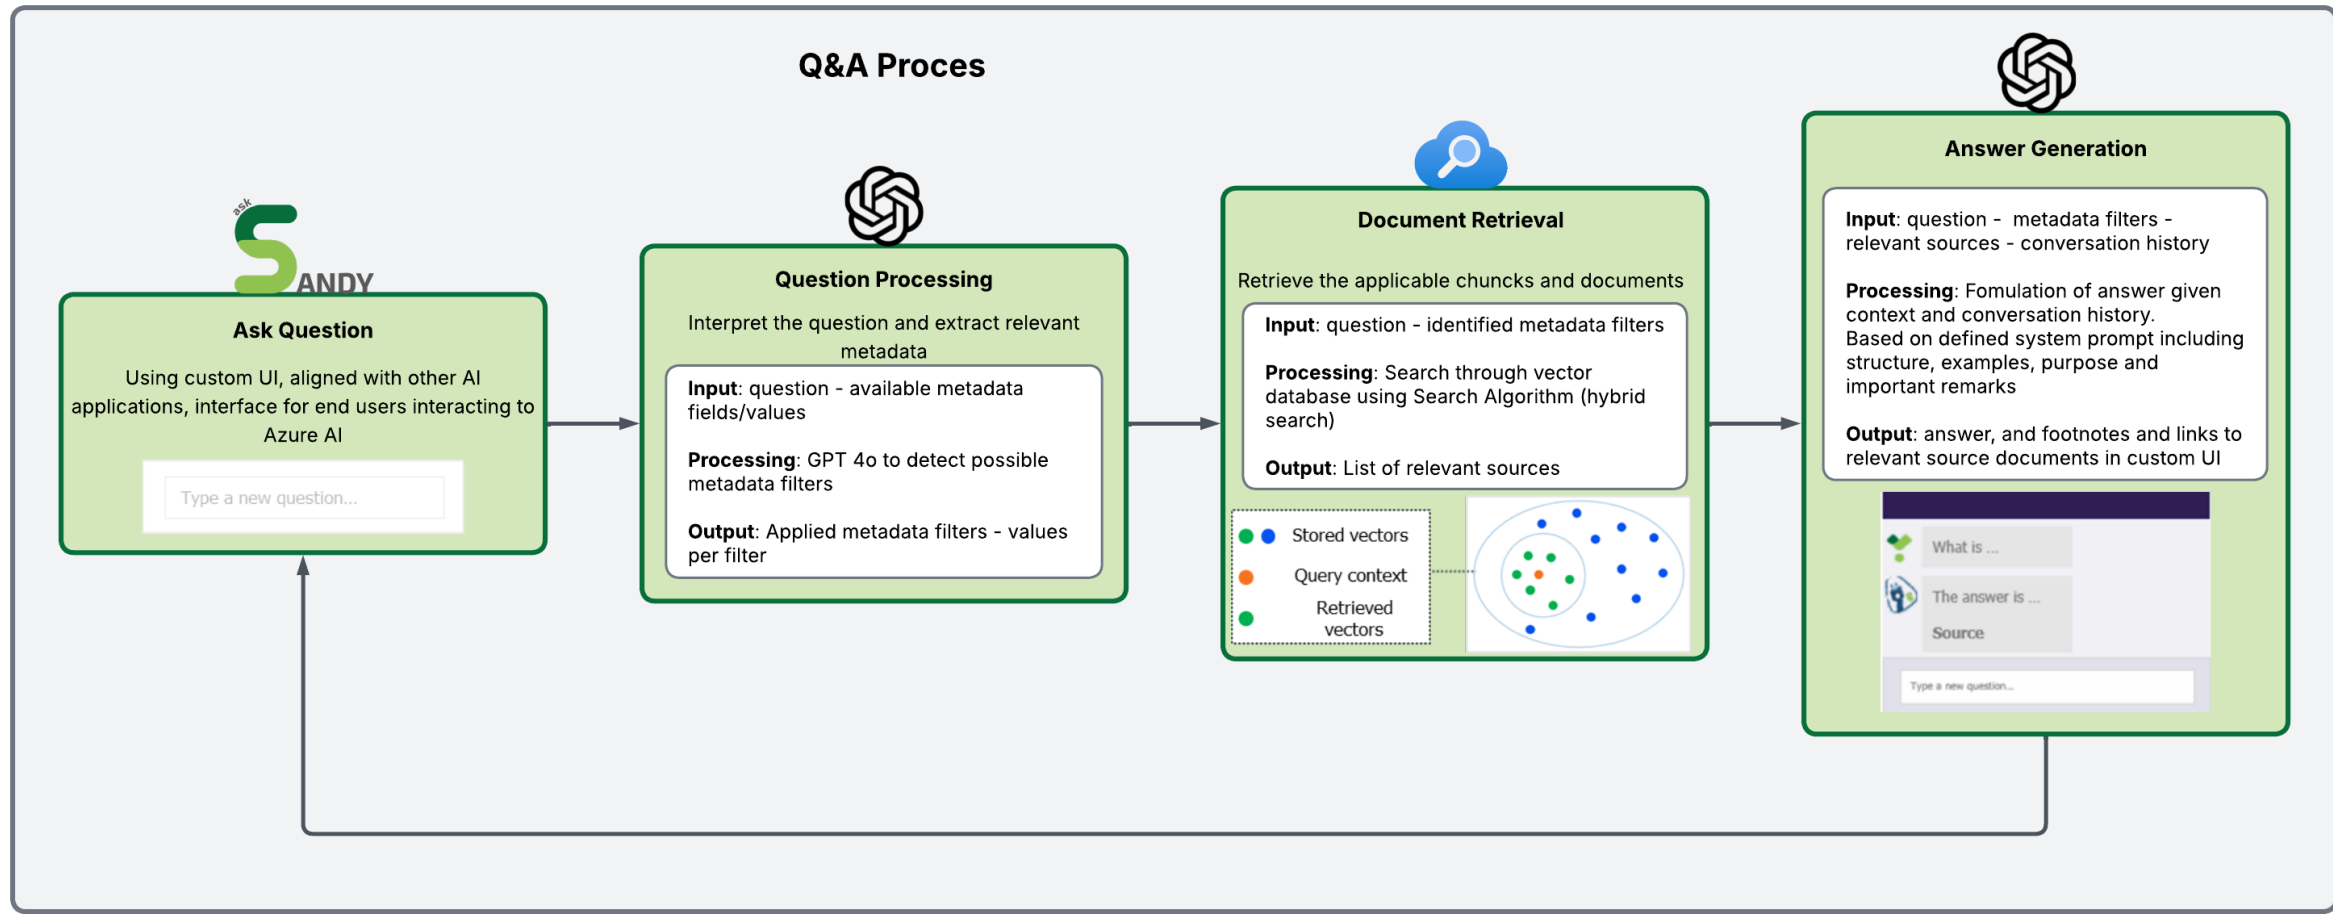 Q&A Proces
ask
SANDY
Ask Question
Using custom UI, aligned with other AI
applications, interface for end users interacting to
Azure AI
Type a new question...
Question Processing
Interpret the question and extract relevant
metadata
Input: question - available metadata
fields/values
Processing: GPT 4o to detect possible
metadata filters
Output: Applied metadata filters - values
per filter
Document Retrieval
Retrieve the applicable chuncks and documents
Input: question - identified metadata filters
Processing: Search through vector
database using Search Algorithm (hybrid
search)
Output: List of relevant sources
Stored vectors
Query context
Retrieved
vectors
Answer Generation
Input: question -  metadata filters -
relevant sources - conversation history
Processing: Fomulation of answer given
context and conversation history.
Based on defined system prompt including
structure, examples, purpose and
important remarks
Output: answer, and footnotes and links to
relevant source documents in custom UI
What is ...
The answer is ...
Source
Type a new question...